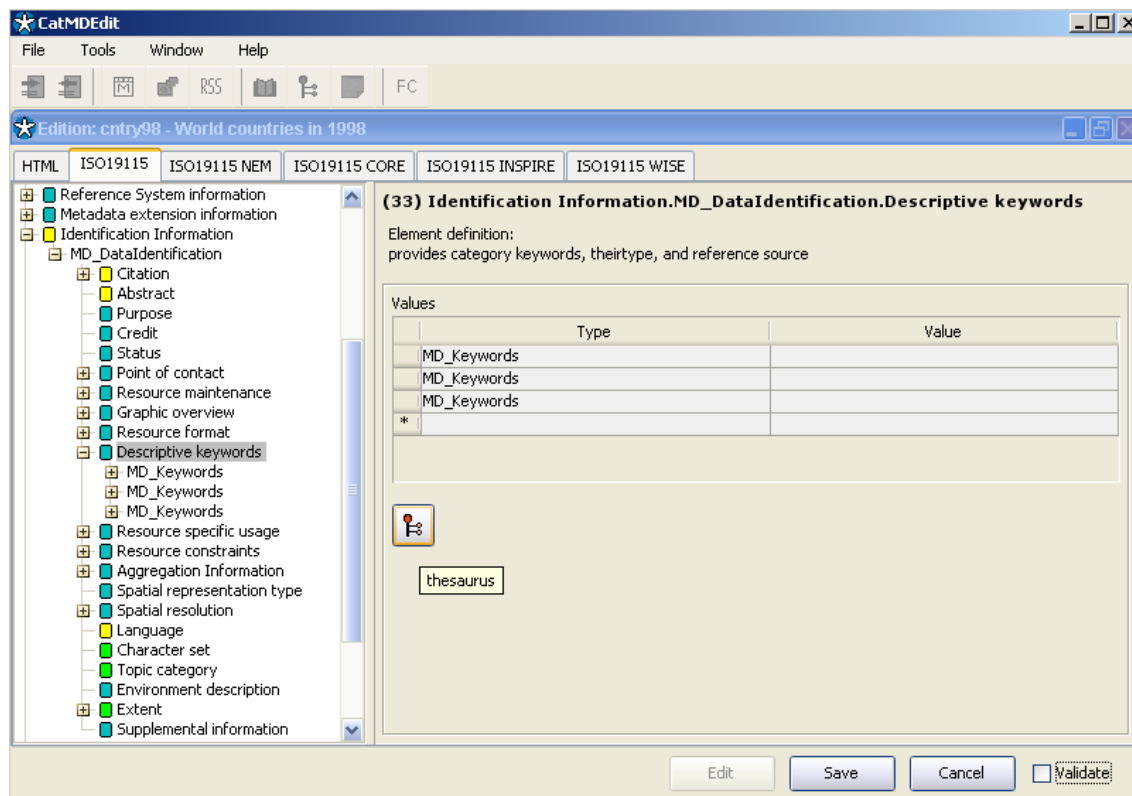 CatMDEdit
File Tools Window Help
RSS FC
Edition: cntry98 - World countries in 1998
HTML ISO19115 ISO19115 NEM ISO19115 CORE ISO19115 INSPIRE ISO19115 WISE
Reference System information
Metadata extension information
Identification Information
MD_DataIdentification
Citation
Abstract
Purpose
Credit
Status
Point of contact
Resource maintenance
Graphic overview
Resource format
Descriptive keywords
MD_Keywords
MD_Keywords
MD_Keywords
Resource specific usage
Resource constraints
Aggregation Information
Spatial representation type
Spatial resolution
Language
Character set
Topic category
Environment description
Extent
Supplemental information
(33) Identification Information.MD_DataIdentification.Descriptive keywords
Element definition:
provides category keywords, theirtype, and reference source
Values
Type Value
MD_Keywords
MD_Keywords
MD_Keywords
*
thesaurus
Edit Save Cancel Validate